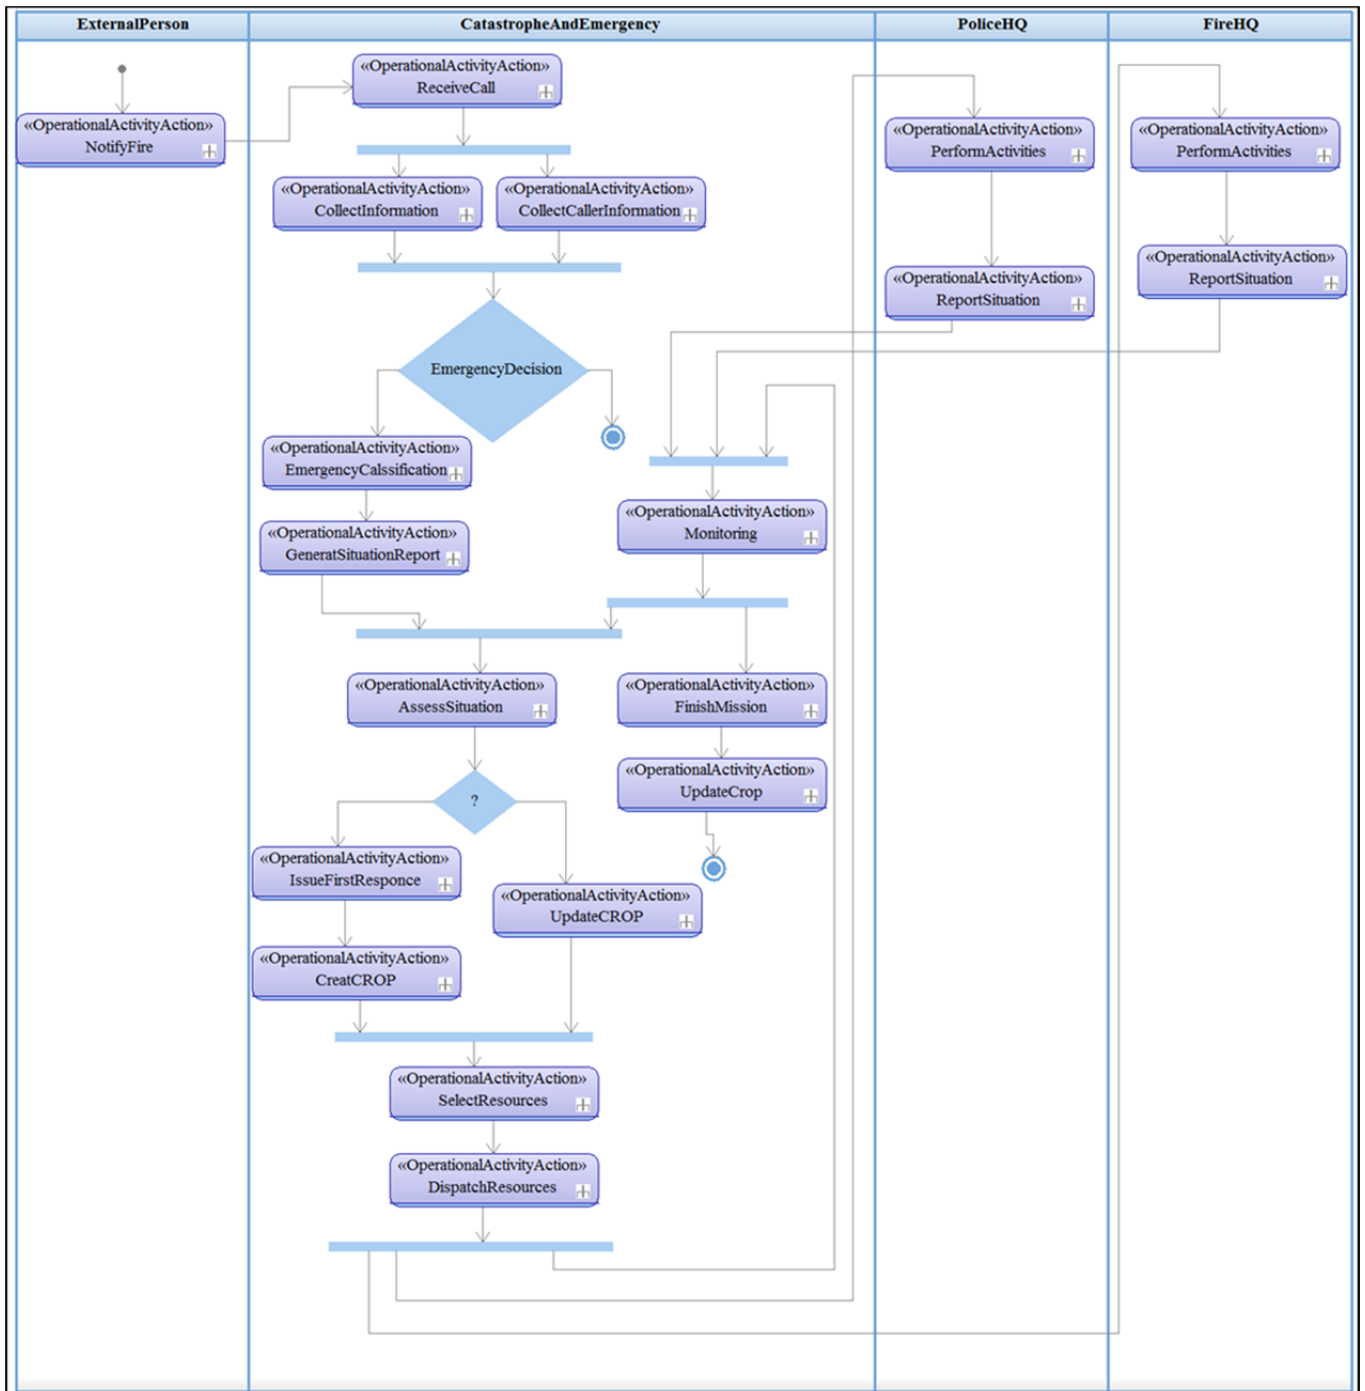 ExternalPerson
CatastropheAndEmergency
PoliceHQ
FireHQ
«OperationalActivityAction»
NotifyFire
«OperationalActivityAction»
ReceiveCall
«OperationalActivityAction»
CollectInformation
«OperationalActivityAction»
CollectCallerInformation
EmergencyDecision
«OperationalActivityAction»
EmergencyCalssification
«OperationalActivityAction»
GeneratSituationReport
«OperationalActivityAction»
Monitoring
«OperationalActivityAction»
AssessSituation
«OperationalActivityAction»
FinishMission
«OperationalActivityAction»
UpdateCrop
?
«OperationalActivityAction»
IssueFirstResponce
«OperationalActivityAction»
UpdateCROP
«OperationalActivityAction»
CreatCROP
«OperationalActivityAction»
SelectResources
«OperationalActivityAction»
DispatchResources
«OperationalActivityAction»
PerformActivities
«OperationalActivityAction»
ReportSituation
«OperationalActivityAction»
PerformActivities
«OperationalActivityAction»
ReportSituation